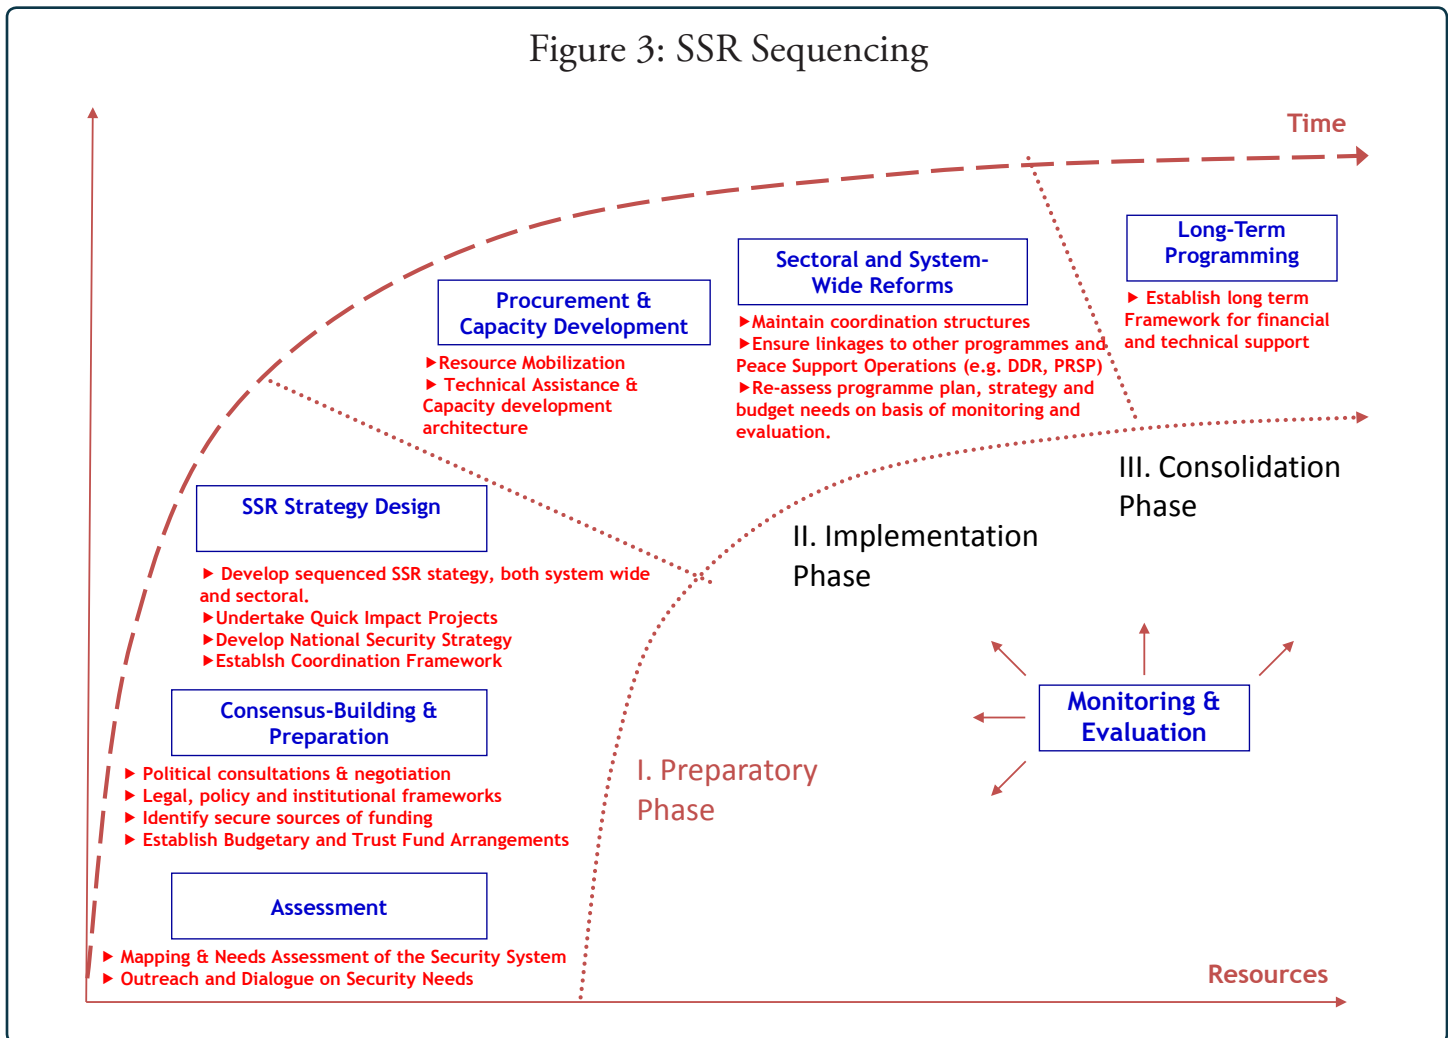 Figure 3: SSR Sequencing
Time
Long-Term
Programming
▶ Establish long term
Framework for financial
and technical support
Sectoral and System-
Wide Reforms
▶Maintain coordination structures
▶Ensure linkages to other programmes and
Peace Support Operations (e.g. DDR, PRSP)
▶Re-assess programme plan, strategy and
budget needs on basis of monitoring and
evaluation.
Procurement &
Capacity Development
▶Resource Mobilization
▶ Technical Assistance &
Capacity development
architecture
III. Consolidation
Phase
SSR Strategy Design
▶ Develop sequenced SSR stategy, both system wide
and sectoral.
▶Undertake Quick Impact Projects
▶Develop National Security Strategy
▶Establsh Coordination Framework
II. Implementation
Phase
Consensus-Building &
Preparation
▶ Political consultations & negotiation
▶ Legal, policy and institutional frameworks
▶ Identify secure sources of funding
▶ Establish Budgetary and Trust Fund Arrangements
I. Preparatory
Phase
Monitoring &
Evaluation
Assessment
▶ Mapping & Needs Assessment of the Security System
▶ Outreach and Dialogue on Security Needs
Resources